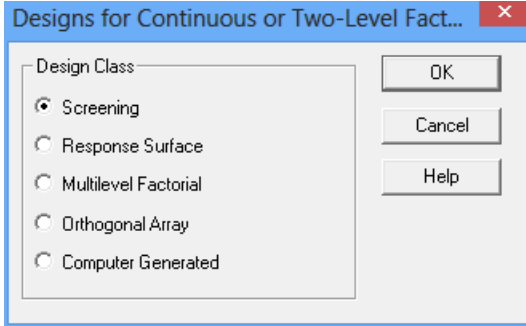 Designs for Continuous or Two-Level Fact...
Design Class
Screening
Response Surface
Multilevel Factorial
Orthogonal Array
Computer Generated
OK
Cancel
Help